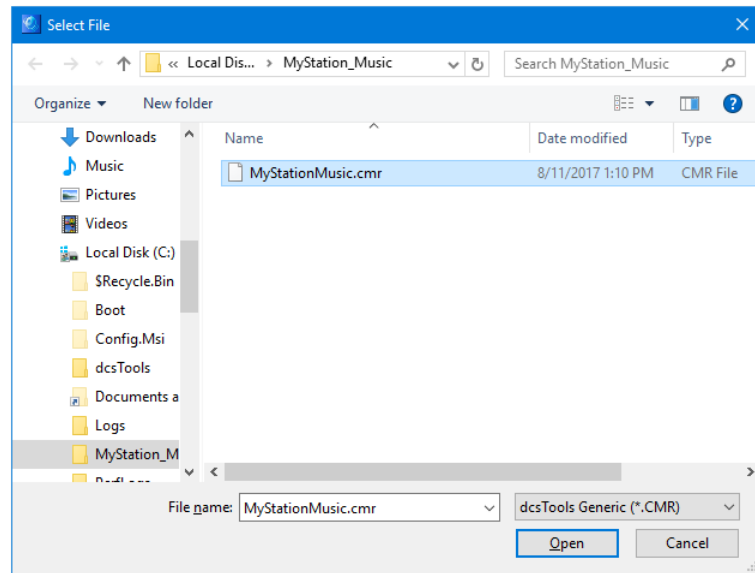 Select File
« Local Dis... › MyStation_Music
Search MyStation_Music
Organize
New folder
?
Name
Date modified
Type
MyStationMusic.cmr
8/11/2017 1:10 PM
CMR File
Downloads
Music
Pictures
Videos
Local Disk (C:)
$Recycle.Bin
Boot
Config.Msi
dcsTools
Documents a
Logs
MyStation_M
File name:
MyStationMusic.cmr
dcsTools Generic (*.CMR)
Open
Cancel